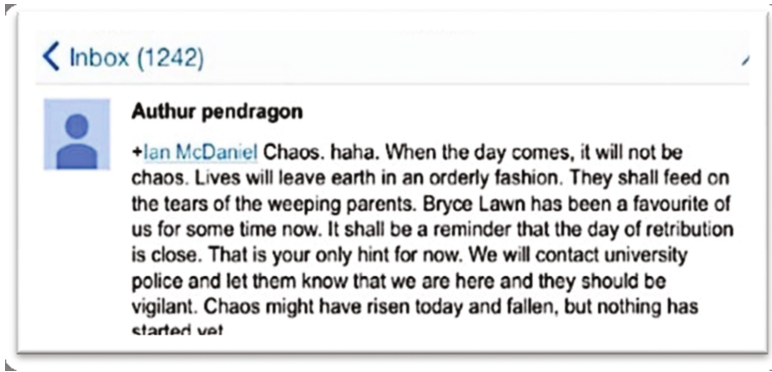 Inbox (1242)
Authur pendragon
+Ian McDaniel Chaos. haha. When the day comes, it will not be
chaos. Lives will leave earth in an orderly fashion. They shall feed on
the tears of the weeping parents. Bryce Lawn has been a favourite of
us for some time now. It shall be a reminder that the day of retribution
is close. That is your only hint for now. We will contact university
police and let them know that we are here and they should be
vigilant. Chaos might have risen today and fallen, but nothing has
started yet